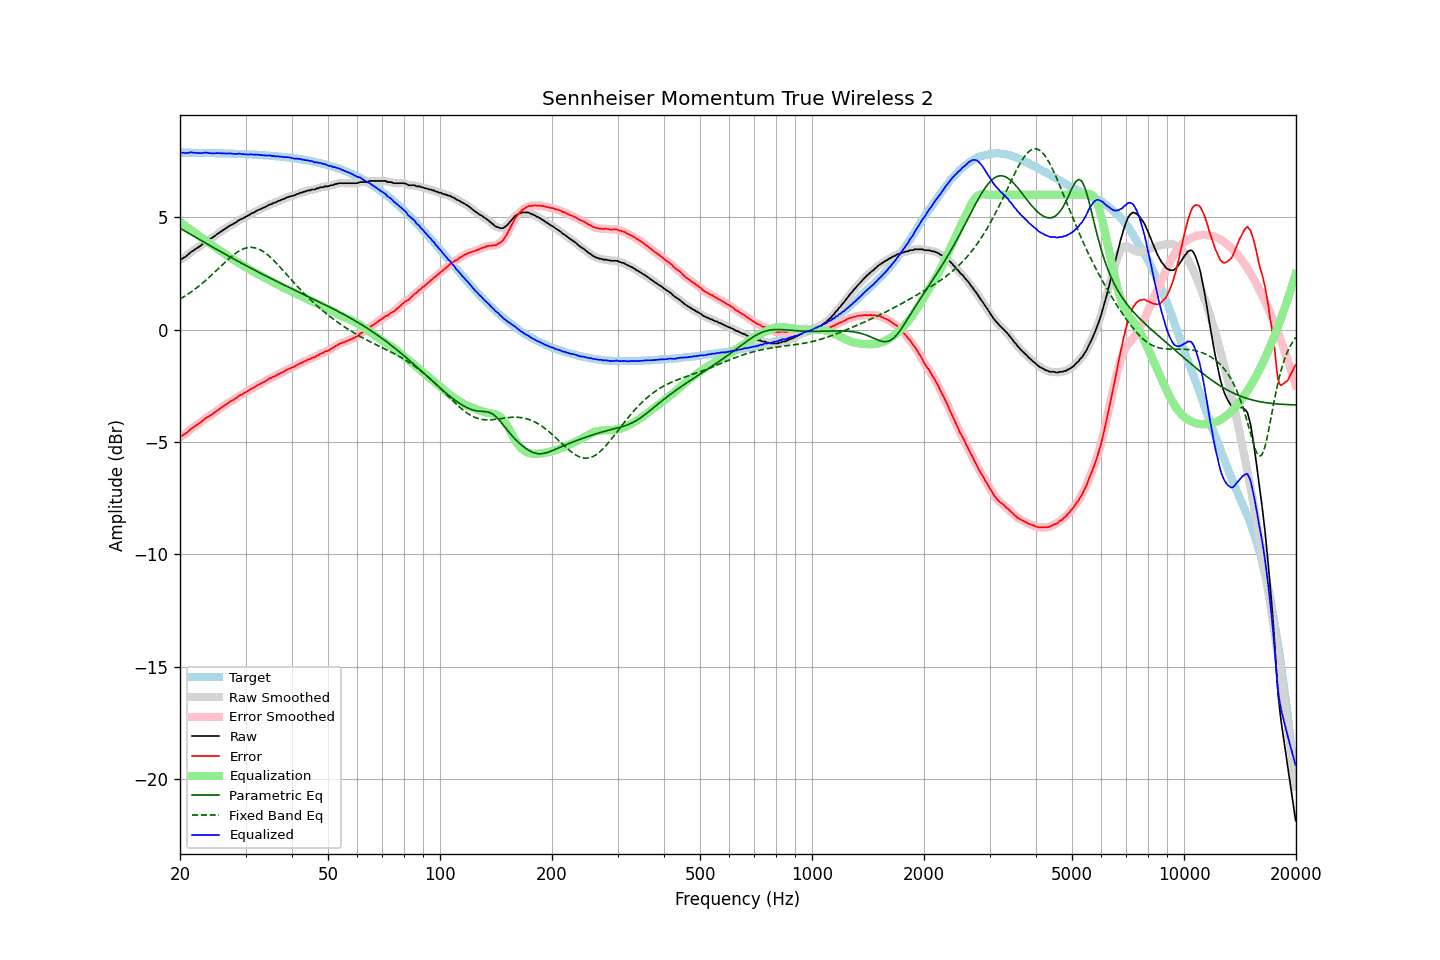 Sennheiser Momentum True Wireless 2
Amplitude (dBr)
5
0
−5
−10
−15
−20
Target
Raw Smoothed
Error Smoothed
Raw
Error
Equalization
Parametric Eq
Fixed Band Eq
Equalized
20 50 100 200 500 1000 2000 5000 10000 20000
Frequency (Hz)